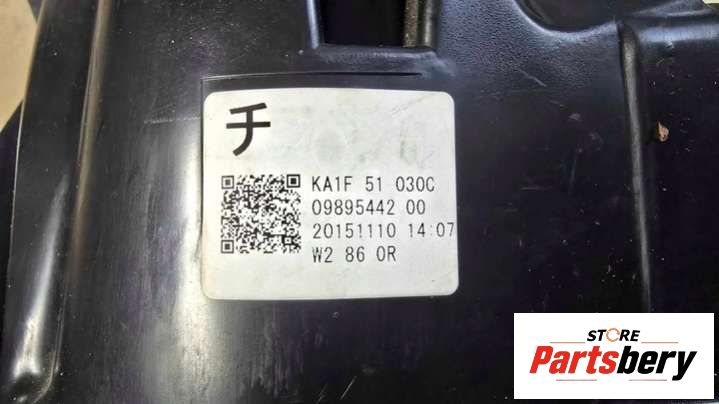 チ
KA1F 51 030C
09895442 00
20151110 14:07
W2 86 0R
STORE
Partsbery